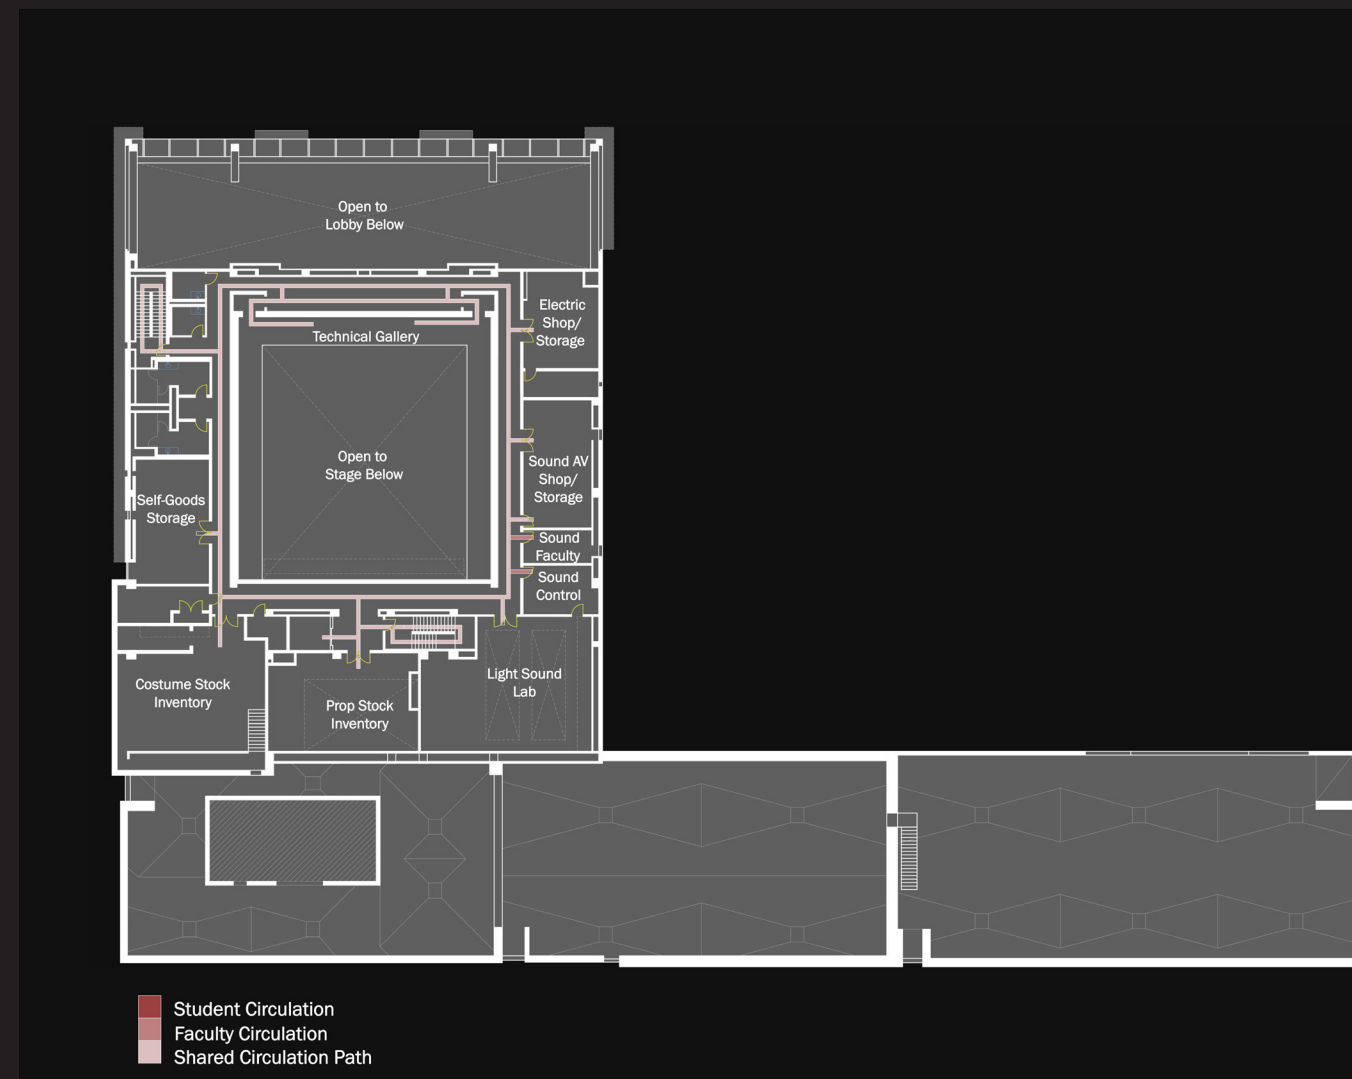 Open to
Lobby Below
Electric
Shop/
Storage
Technical Gallery
Open to
Stage Below
Sound AV
Shop/
Storage
Self-Goods
Storage
Sound
Faculty
Sound
Control
Costume Stock
Inventory
Prop Stock
Inventory
Light Sound
Lab
Student Circulation
Faculty Circulation
Shared Circulation Path